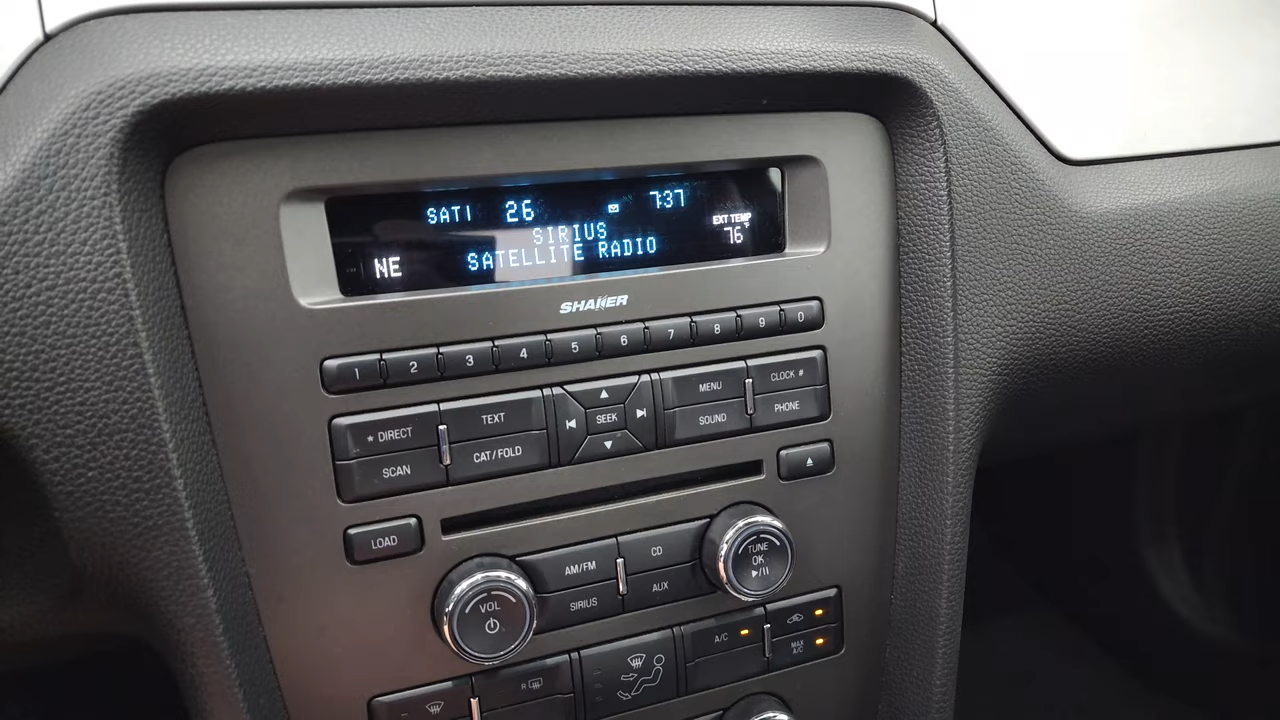 SAT1 26 7:37
SIRIUS
EXT TEMP
76°F
NE SATELLITE RADIO
SHAKER
1 2 3 4 5 6 7 8 9 0
* DIRECT TEXT SEEK MENU CLOCK #
SCAN CAT/FOLD SOUND PHONE
LOAD
AM/FM CD
SIRIUS AUX
TUNE
OK
VOL
A/C
MAX
A/C
R